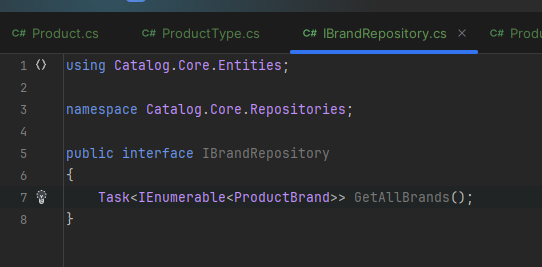 C# Product.cs C# ProductType.cs C# IBrandRepository.cs × C#
1 <> using Catalog.Core.Entities;
2
3 namespace Catalog.Core.Repositories;
4
5 public interface IBrandRepository
6 {
7 Task<IEnumerable<ProductBrand>> GetAllBrands();
8 }